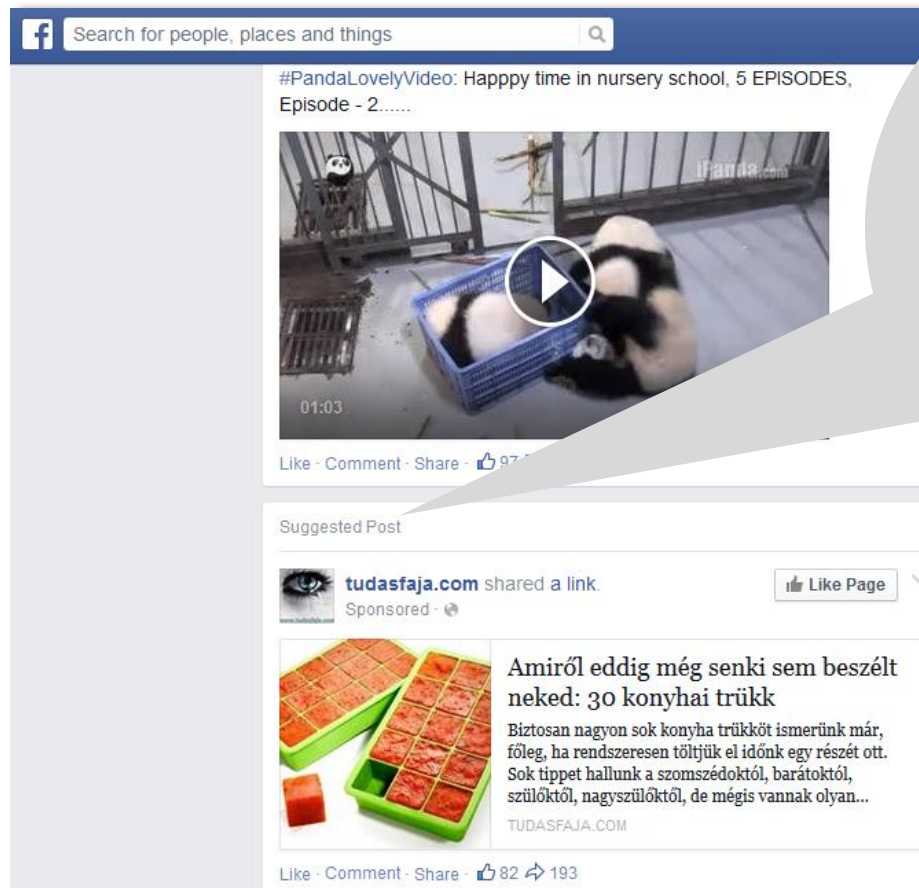 f
Search for people, places and things
#PandaLovelyVideo: Happpy time in nursery school, 5 EPISODES,
Episode - 2......
iPanda.com
01:03
Like · Comment · Share · 97
Suggested Post
tudasfaja.com shared a link.
Like Page
Sponsored ·
www.tudasfaja.com
Amiről eddig még senki sem beszélt
neked: 30 konyhai trükk
Biztosan nagyon sok konyha trükköt ismerünk már,
főleg, ha rendszeresen töltjük el időnk egy részét ott.
Sok tippet hallunk a szomszédoktól, barátoktól,
szülőktől, nagyszülőktől, de mégis vannak olyan...
TUDASFAJA.COM
Like · Comment · Share · 82 193